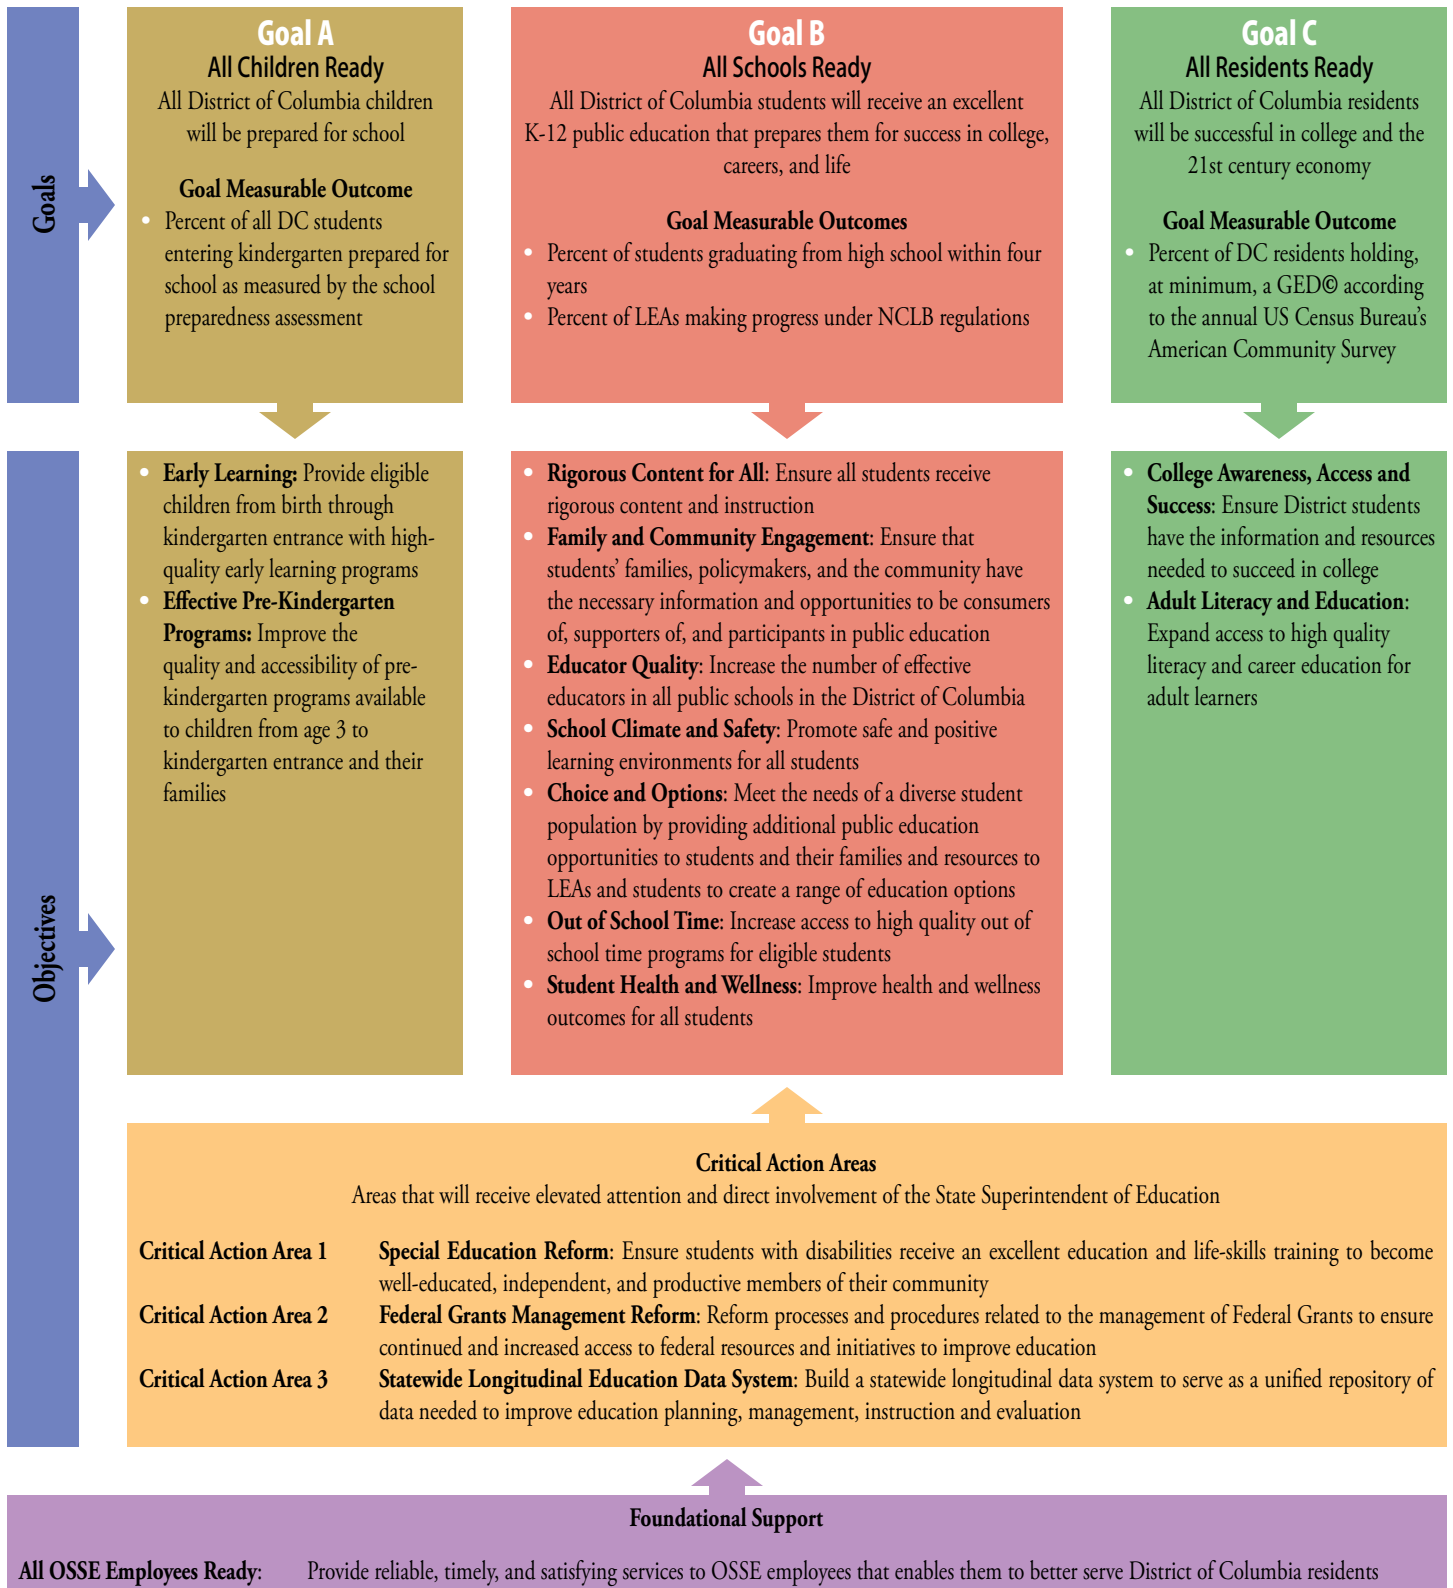 Goals
Goal A
All Children Ready
All District of Columbia children
will be prepared for school
Goal Measurable Outcome
• Percent of all DC students
entering kindergarten prepared for
school as measured by the school
preparedness assessment
Goal B
All Schools Ready
All District of Columbia students will receive an excellent
K-12 public education that prepares them for success in college,
careers, and life
Goal Measurable Outcomes
• Percent of students graduating from high school within four
years
• Percent of LEAs making progress under NCLB regulations
Goal C
All Residents Ready
All District of Columbia residents
will be successful in college and the
21st century economy
Goal Measurable Outcome
• Percent of DC residents holding,
at minimum, a GED© according
to the annual US Census Bureau's
American Community Survey
Objectives
• Early Learning: Provide eligible
children from birth through
kindergarten entrance with high-
quality early learning programs
• Effective Pre-Kindergarten
Programs: Improve the
quality and accessibility of pre-
kindergarten programs available
to children from age 3 to
kindergarten entrance and their
families
• Rigorous Content for All: Ensure all students receive
rigorous content and instruction
• Family and Community Engagement: Ensure that
students' families, policymakers, and the community have
the necessary information and opportunities to be consumers
of, supporters of, and participants in public education
• Educator Quality: Increase the number of effective
educators in all public schools in the District of Columbia
• School Climate and Safety: Promote safe and positive
learning environments for all students
• Choice and Options: Meet the needs of a diverse student
population by providing additional public education
opportunities to students and their families and resources to
LEAs and students to create a range of education options
• Out of School Time: Increase access to high quality out of
school time programs for eligible students
• Student Health and Wellness: Improve health and wellness
outcomes for all students
• College Awareness, Access and
Success: Ensure District students
have the information and resources
needed to succeed in college
• Adult Literacy and Education:
Expand access to high quality
literacy and career education for
adult learners
Critical Action Areas
Areas that will receive elevated attention and direct involvement of the State Superintendent of Education
Critical Action Area 1 Special Education Reform: Ensure students with disabilities receive an excellent education and life-skills training to become
well-educated, independent, and productive members of their community
Critical Action Area 2 Federal Grants Management Reform: Reform processes and procedures related to the management of Federal Grants to ensure
continued and increased access to federal resources and initiatives to improve education
Critical Action Area 3 Statewide Longitudinal Education Data System: Build a statewide longitudinal data system to serve as a unified repository of
data needed to improve education planning, management, instruction and evaluation
Foundational Support
All OSSE Employees Ready: Provide reliable, timely, and satisfying services to OSSE employees that enables them to better serve District of Columbia residents